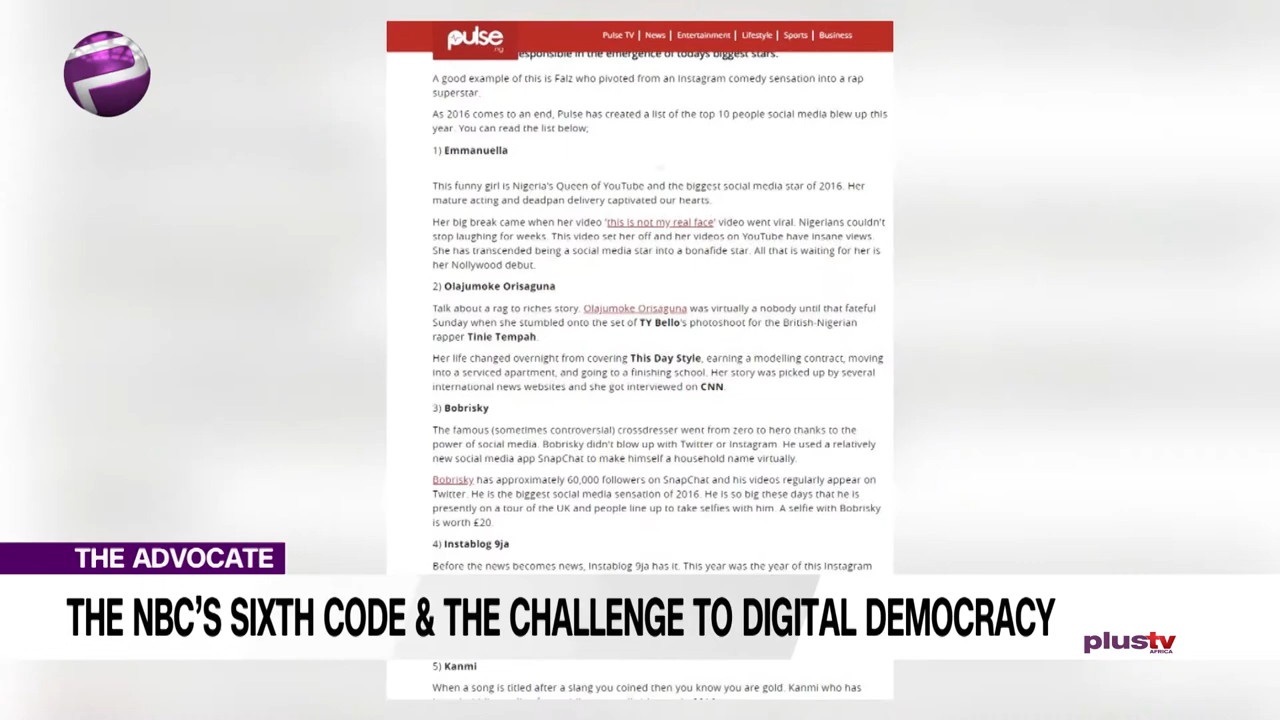 pulse
ng
Pulse TV | News | Entertainment | Lifestyle | Sports | Business
responsible in the emergence of todays biggest stars.
A good example of this is Falz who pivoted from an Instagram comedy sensation into a rap
superstar.
As 2016 comes to an end, Pulse has created a list of the top 10 people social media blew up this
year. You can read the list below;
1) Emmanuella
This funny girl is Nigeria's Queen of YouTube and the biggest social media star of 2016. Her
mature acting and deadpan delivery captivated our hearts.
Her big break came when her video 'this is not my real face' video went viral. Nigerians couldn't
stop laughing for weeks. This video set her off and her videos on YouTube have insane views.
She has transcended being a social media star into a bonafide star. All that is waiting for her is
her Nollywood debut.
2) Olajumoke Orisaguna
Talk about a rag to riches story. Olajumoke Orisaguna was virtually a nobody until that fateful
Sunday when she stumbled onto the set of TY Bello's photoshoot for the British-Nigerian
rapper Tinie Tempah.
Her life changed overnight from covering This Day Style, earning a modelling contract, moving
into a serviced apartment, and going to a finishing school. Her story was picked up by several
international news websites and she got interviewed on CNN.
3) Bobrisky
The famous (sometimes controversial) crossdresser went from zero to hero thanks to the
power of social media. Bobrisky didn't blow up with Twitter or Instagram. He used a relatively
new social media app SnapChat to make himself a household name virtually.
Bobrisky has approximately 60,000 followers on SnapChat and his videos regularly appear on
Twitter. He is the biggest social media sensation of 2016. He is so big these days that he is
presently on a tour of the UK and people line up to take selfies with him. A selfie with Bobrisky
is worth £20.
4) Instablog 9ja
Before the news becomes news, Instablog 9ja has it. This year was the year of this Instagram
THE ADVOCATE
THE NBC'S SIXTH CODE & THE CHALLENGE TO DIGITAL DEMOCRACY
plustv
AFRICA
5) Kanmi
When a song is titled after a slang you coined then you know you are gold. Kanmi who has